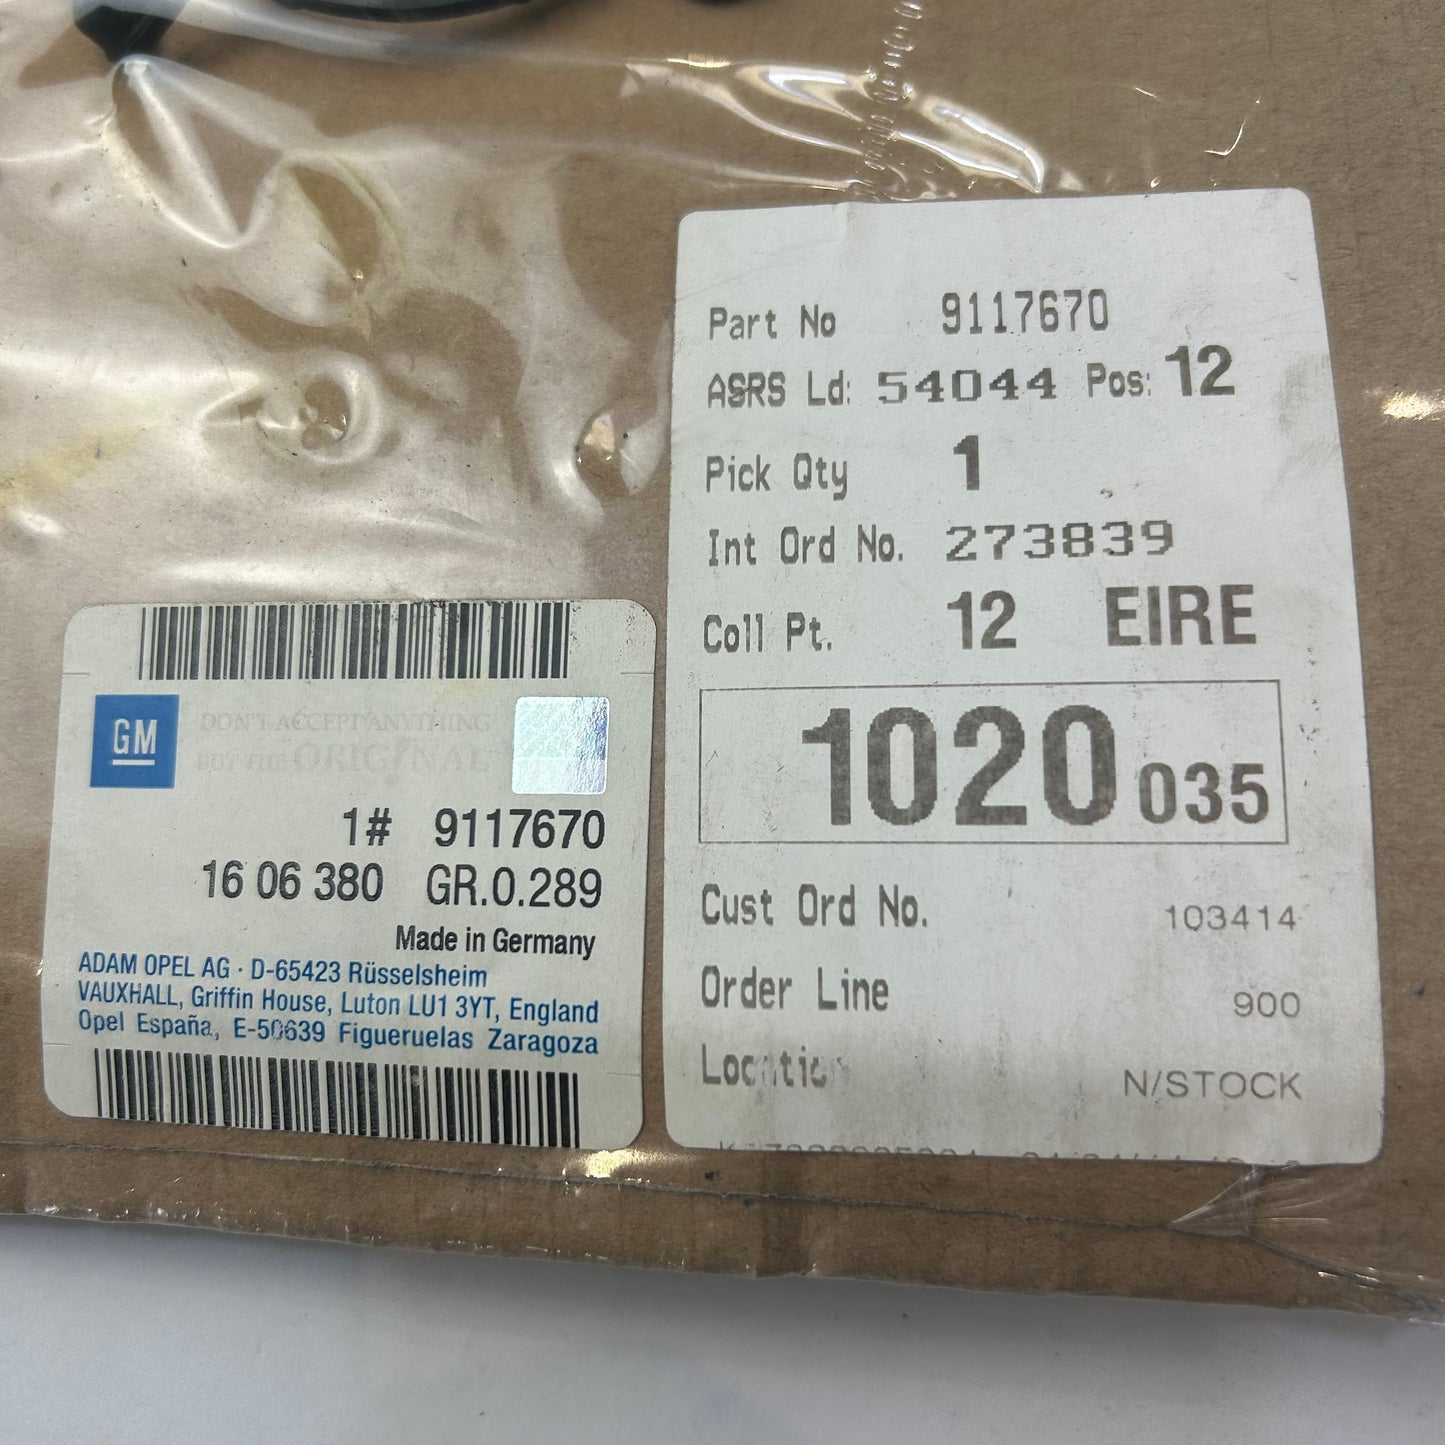 Part No 9117670
ASRS Ld: 54044 Pos: 12
Pick Qty 1
Int Ord No. 273839
Coll Pt. 12 EIRE
1020 035
Cust Ord No. 103414
Order Line 900
Location N/STOCK
GM
DON'T ACCEPT ANYTHING
BUT THE ORIG!NAL
1# 9117670
16 06 380 GR.0.289
Made in Germany
ADAM OPEL AG · D-65423 Rüsselsheim
VAUXHALL, Griffin House, Luton LU1 3YT, England
Opel España, E-50639 Figueruelas Zaragoza